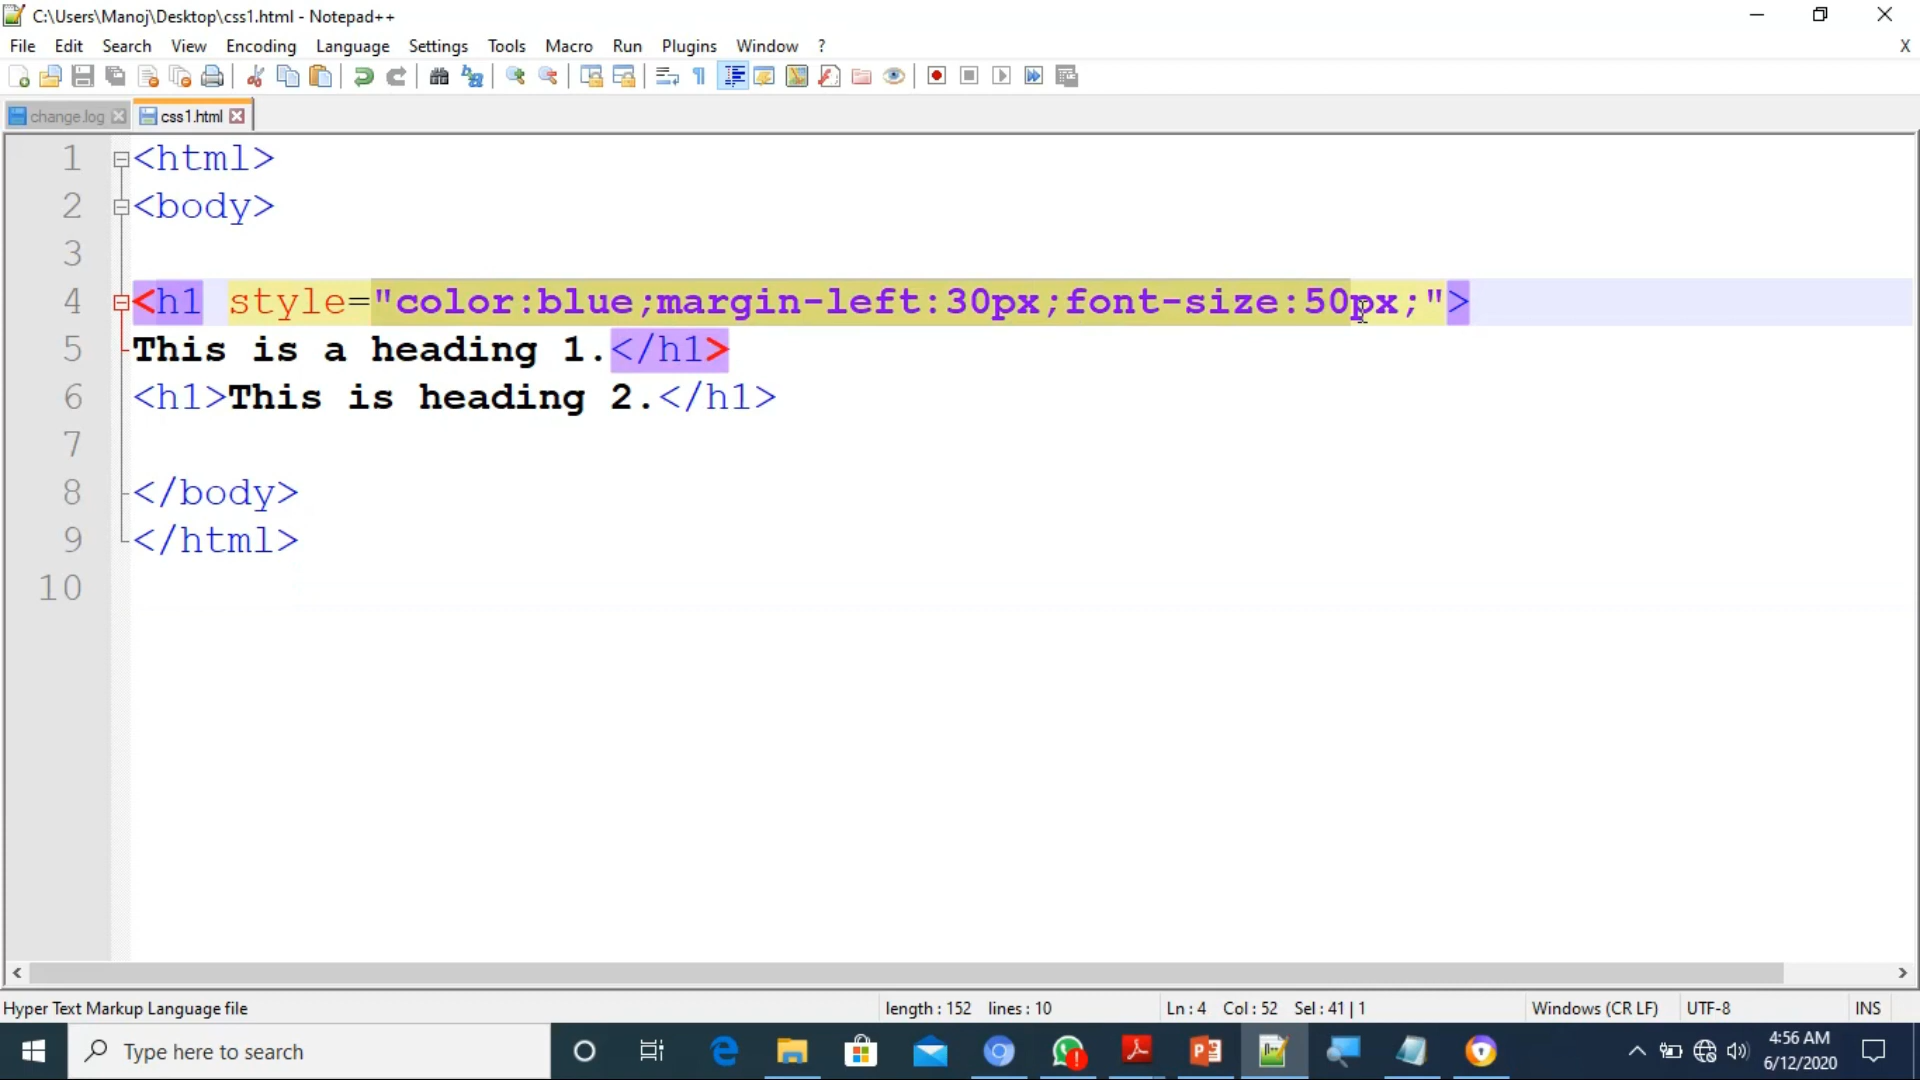 C:\Users\Manoj\Desktop\css1.html - Notepad++
File Edit Search View Encoding Language Settings Tools Macro Run Plugins Window ? X
change.log css1.html
1 <html>
2 <body>
3
4 <h1 style="color:blue;margin-left:30px;font-size:50px;">
5 This is a heading 1.</h1>
6 <h1>This is heading 2.</h1>
7
8 </body>
9 </html>
10
Hyper Text Markup Language file length : 152 lines : 10 Ln : 4 Col : 52 Sel : 41 | 1 Windows (CR LF) UTF-8 INS
Type here to search
4:56 AM
6/12/2020